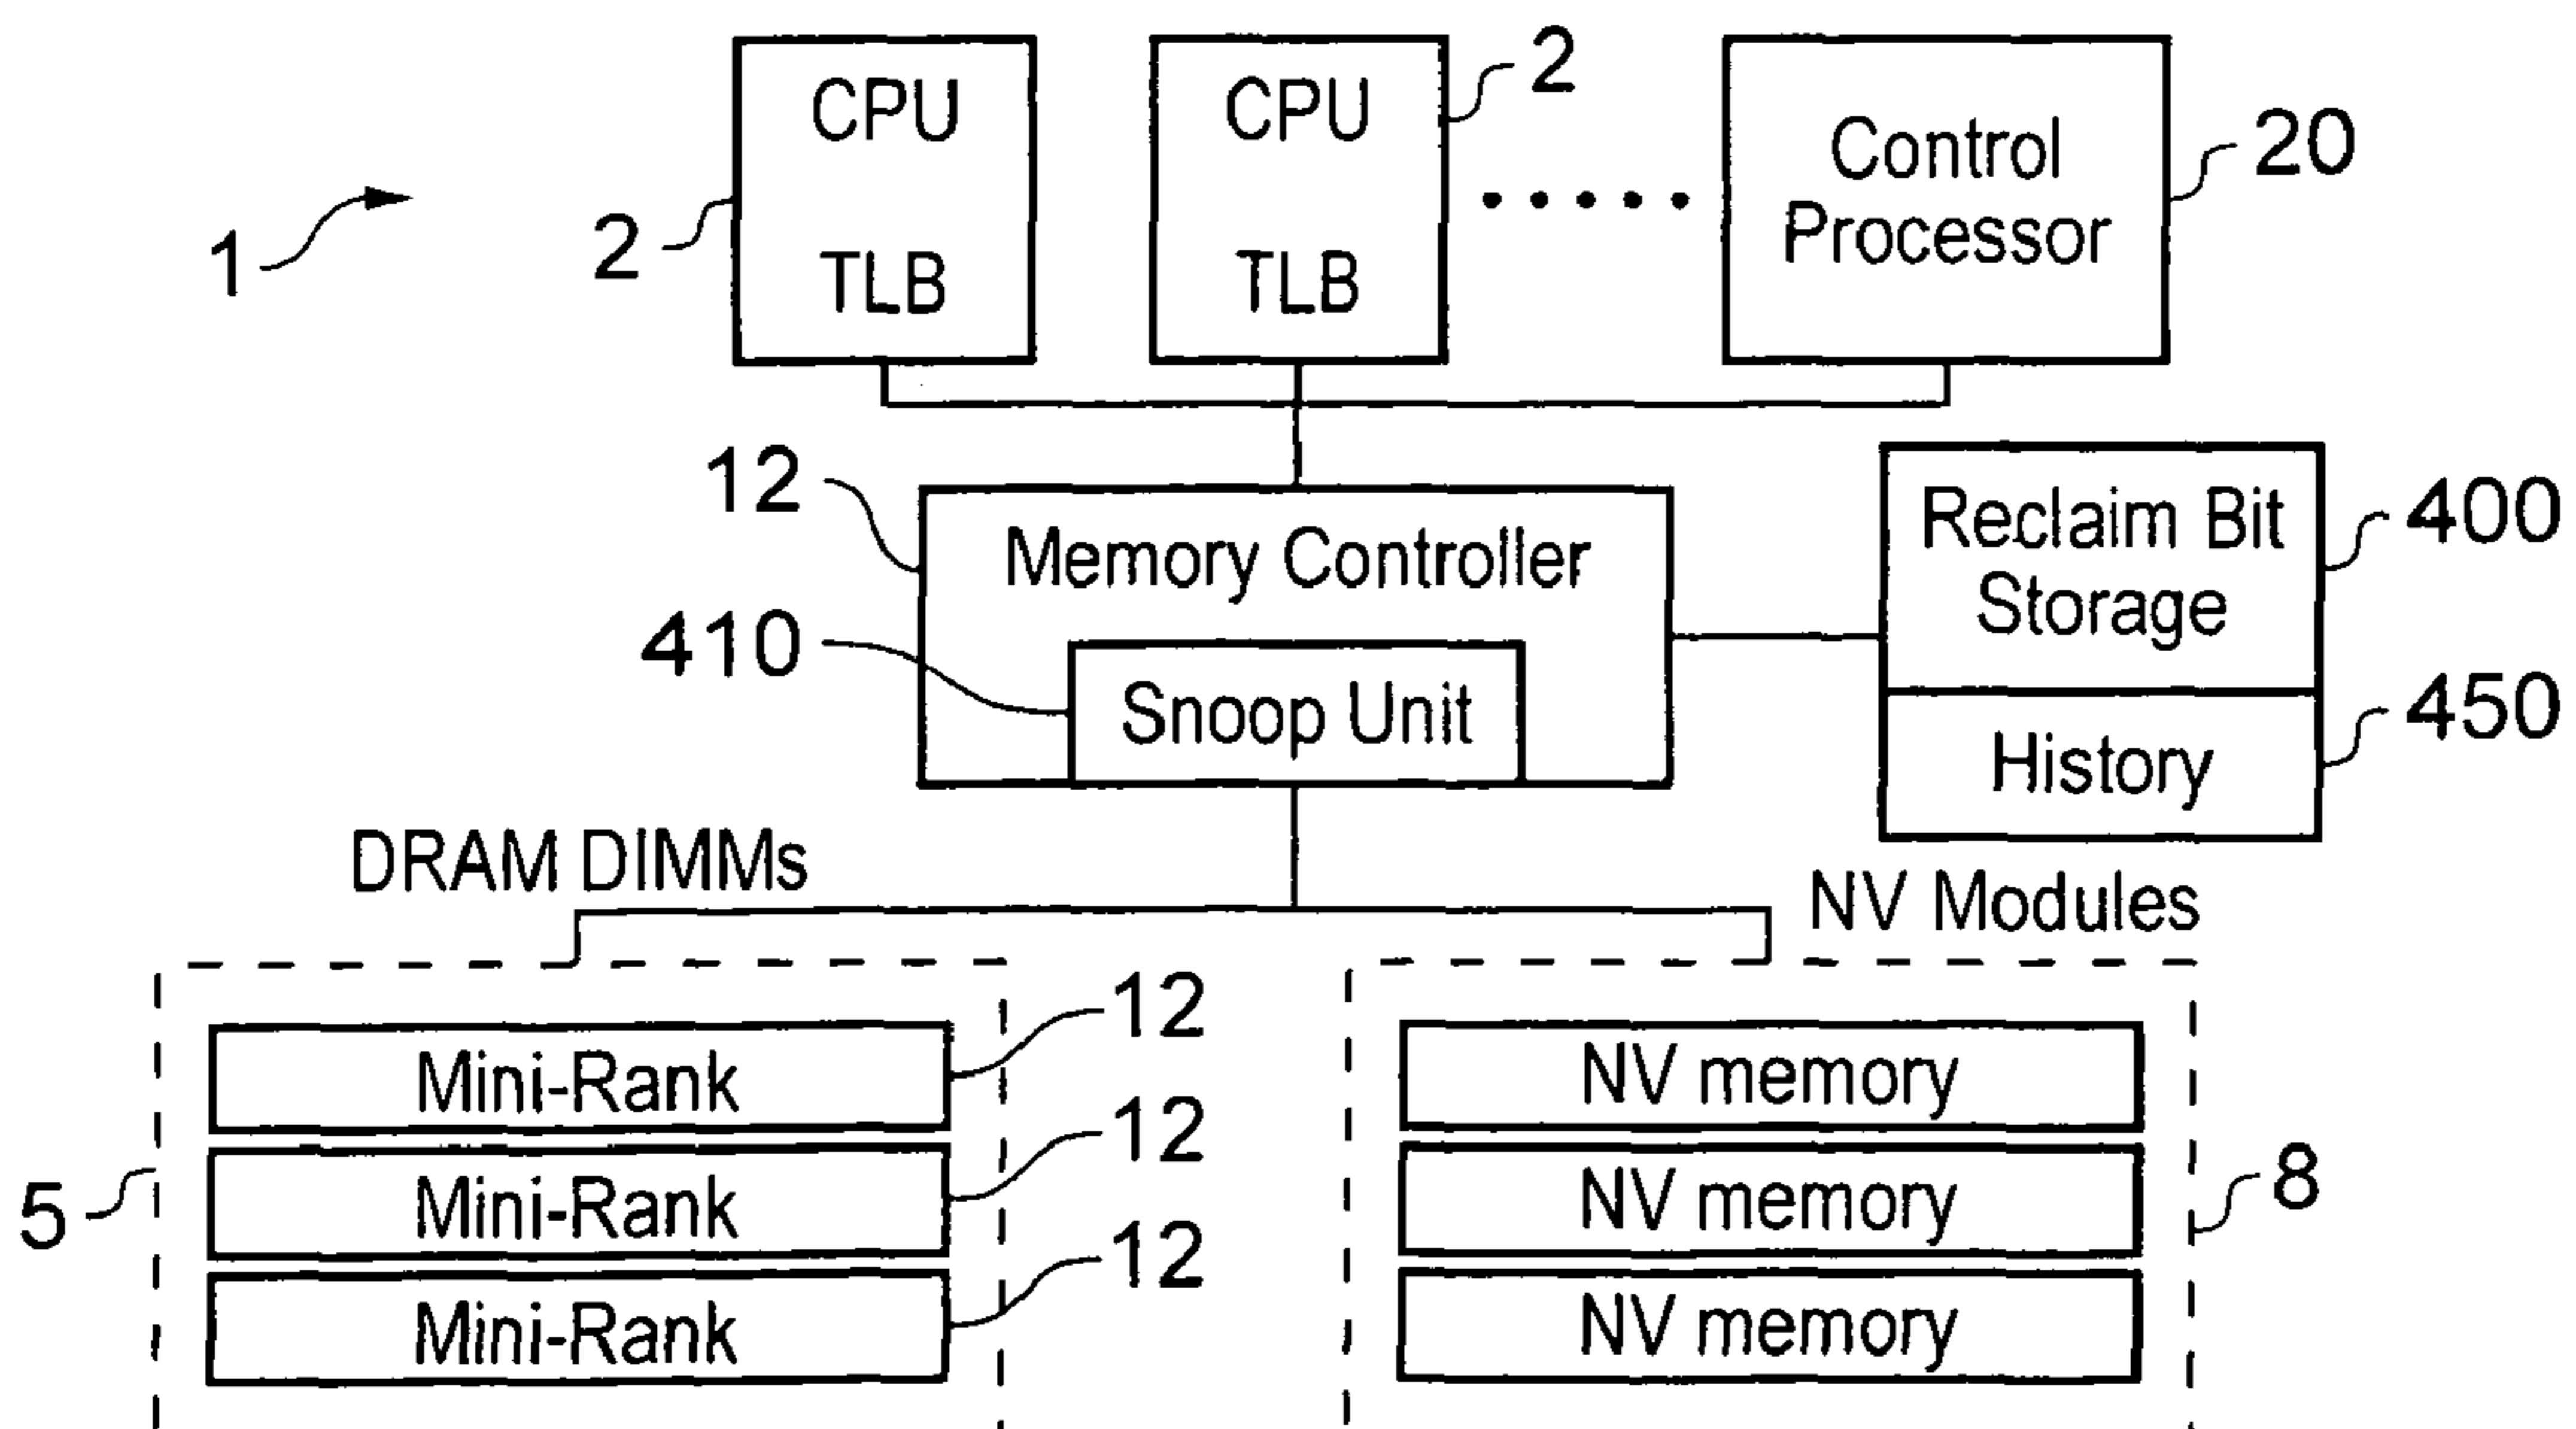 CPU
TLB
2
CPU
TLB
2
Control
Processor
20
1
12
Memory Controller
410
Snoop Unit
Reclaim Bit
Storage
400
History
450
DRAM DIMMs
NV Modules
Mini-Rank
12
Mini-Rank
12
Mini-Rank
12
5
NV memory
NV memory
NV memory
8